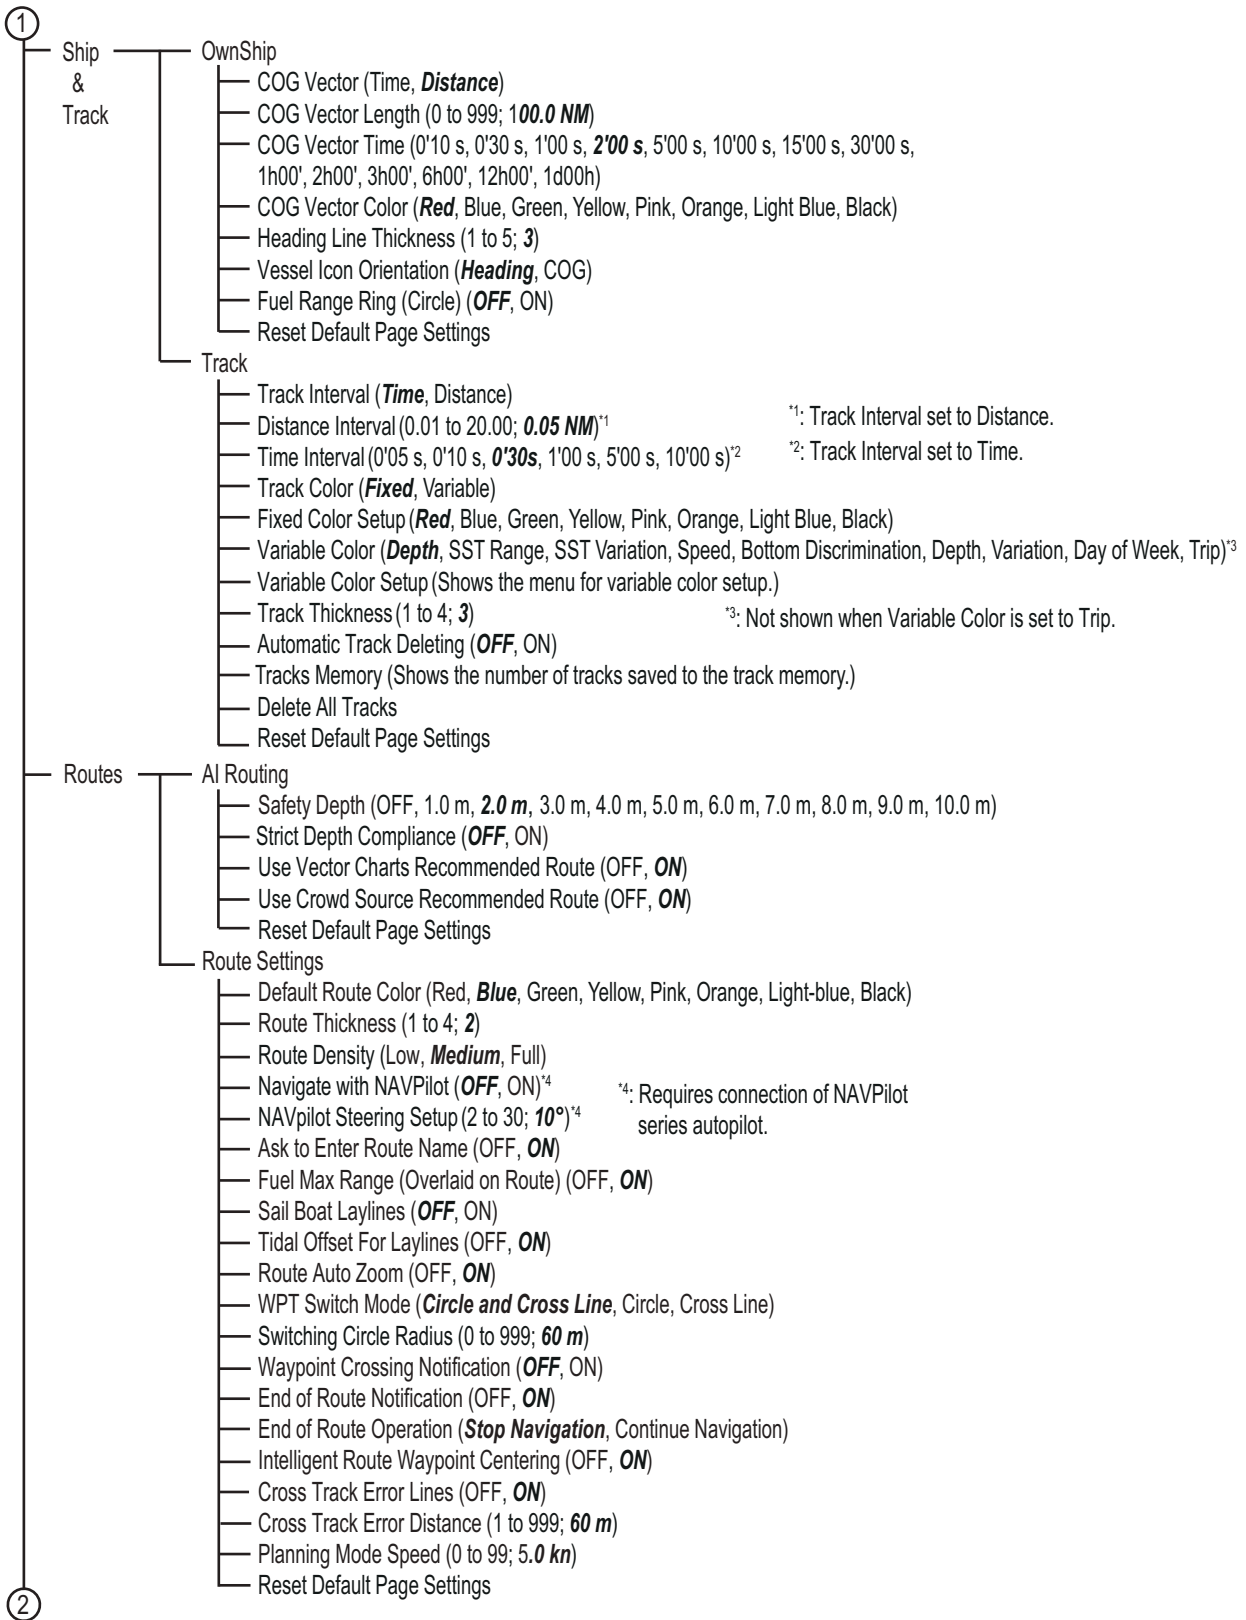 1
Ship
&
Track
OwnShip
COG Vector (Time, Distance)
COG Vector Length (0 to 999; 100.0 NM)
COG Vector Time (0'10 s, 0'30 s, 1'00 s, 2'00 s, 5'00 s, 10'00 s, 15'00 s, 30'00 s,
1h00', 2h00', 3h00', 6h00', 12h00', 1d00h)
COG Vector Color (Red, Blue, Green, Yellow, Pink, Orange, Light Blue, Black)
Heading Line Thickness (1 to 5; 3)
Vessel Icon Orientation (Heading, COG)
Fuel Range Ring (Circle) (OFF, ON)
Reset Default Page Settings
Track
Track Interval (Time, Distance)
Distance Interval (0.01 to 20.00; 0.05 NM)*1
*1: Track Interval set to Distance.
Time Interval (0'05 s, 0'10 s, 0'30s, 1'00 s, 5'00 s, 10'00 s)*2
*2: Track Interval set to Time.
Track Color (Fixed, Variable)
Fixed Color Setup (Red, Blue, Green, Yellow, Pink, Orange, Light Blue, Black)
Variable Color (Depth, SST Range, SST Variation, Speed, Bottom Discrimination, Depth, Variation, Day of Week, Trip)*3
Variable Color Setup (Shows the menu for variable color setup.)
Track Thickness (1 to 4; 3)
*3: Not shown when Variable Color is set to Trip.
Automatic Track Deleting (OFF, ON)
Tracks Memory (Shows the number of tracks saved to the track memory.)
Delete All Tracks
Reset Default Page Settings
Routes
AI Routing
Safety Depth (OFF, 1.0 m, 2.0 m, 3.0 m, 4.0 m, 5.0 m, 6.0 m, 7.0 m, 8.0 m, 9.0 m, 10.0 m)
Strict Depth Compliance (OFF, ON)
Use Vector Charts Recommended Route (OFF, ON)
Use Crowd Source Recommended Route (OFF, ON)
Reset Default Page Settings
Route Settings
Default Route Color (Red, Blue, Green, Yellow, Pink, Orange, Light-blue, Black)
Route Thickness (1 to 4; 2)
Route Density (Low, Medium, Full)
Navigate with NAVPilot (OFF, ON)*4
*4: Requires connection of NAVPilot
series autopilot.
NAVpilot Steering Setup (2 to 30; 10°)*4
Ask to Enter Route Name (OFF, ON)
Fuel Max Range (Overlaid on Route) (OFF, ON)
Sail Boat Laylines (OFF, ON)
Tidal Offset For Laylines (OFF, ON)
Route Auto Zoom (OFF, ON)
WPT Switch Mode (Circle and Cross Line, Circle, Cross Line)
Switching Circle Radius (0 to 999; 60 m)
Waypoint Crossing Notification (OFF, ON)
End of Route Notification (OFF, ON)
End of Route Operation (Stop Navigation, Continue Navigation)
Intelligent Route Waypoint Centering (OFF, ON)
Cross Track Error Lines (OFF, ON)
Cross Track Error Distance (1 to 999; 60 m)
Planning Mode Speed (0 to 99; 5.0 kn)
Reset Default Page Settings
2